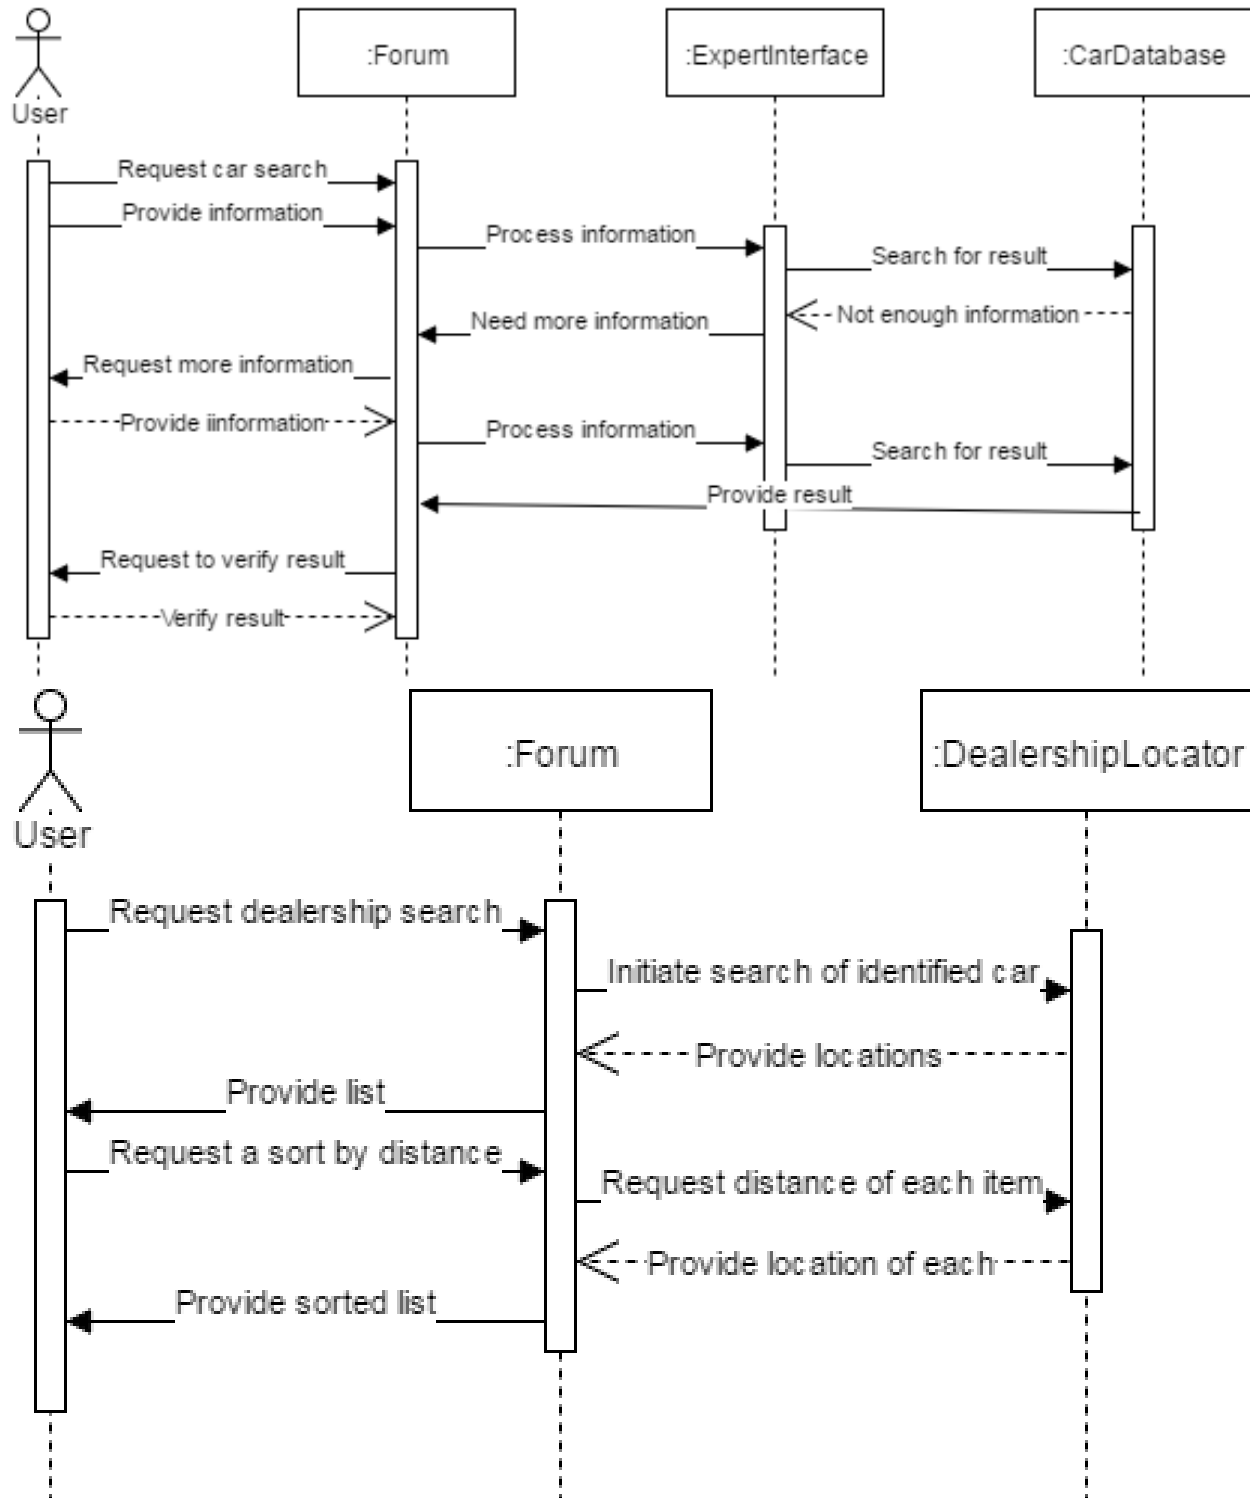 :Forum
:ExpertInterface
:CarDatabase
User
Request car search
Provide information
Process information
Search for result
Not enough information
Need more information
Request more information
Provide iinformation
Process information
Search for result
Provide result
Request to verify result
Verify result
:Forum
:DealershipLocator
User
Request dealership search
Initiate search of identified car
Provide locations
Provide list
Request a sort by distance
Request distance of each item
Provide location of each
Provide sorted list